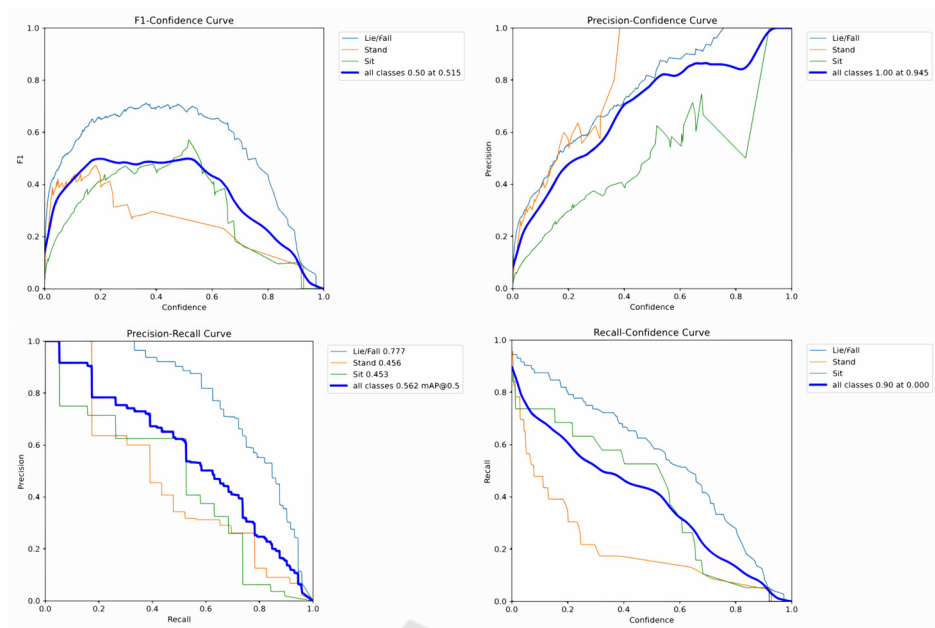 F1-Confidence Curve
1.0
0.8
0.6
0.4
0.2
0.0
F1
0.0 0.2 0.4 0.6 0.8 1.0
Confidence
Lie/Fall
Stand
Sit
all classes 0.50 at 0.515
Precision-Confidence Curve
1.0
0.8
0.6
0.4
0.2
0.0
Precision
0.0 0.2 0.4 0.6 0.8 1.0
Confidence
Lie/Fall
Stand
Sit
all classes 1.00 at 0.945
Precision-Recall Curve
1.0
0.8
0.6
0.4
0.2
0.0
Precision
0.0 0.2 0.4 0.6 0.8 1.0
Recall
Lie/Fall 0.777
Stand 0.456
Sit 0.453
all classes 0.562 mAP@0.5
Recall-Confidence Curve
1.0
0.8
0.6
0.4
0.2
0.0
Recall
0.0 0.2 0.4 0.6 0.8 1.0
Confidence
Lie/Fall
Stand
Sit
all classes 0.90 at 0.000